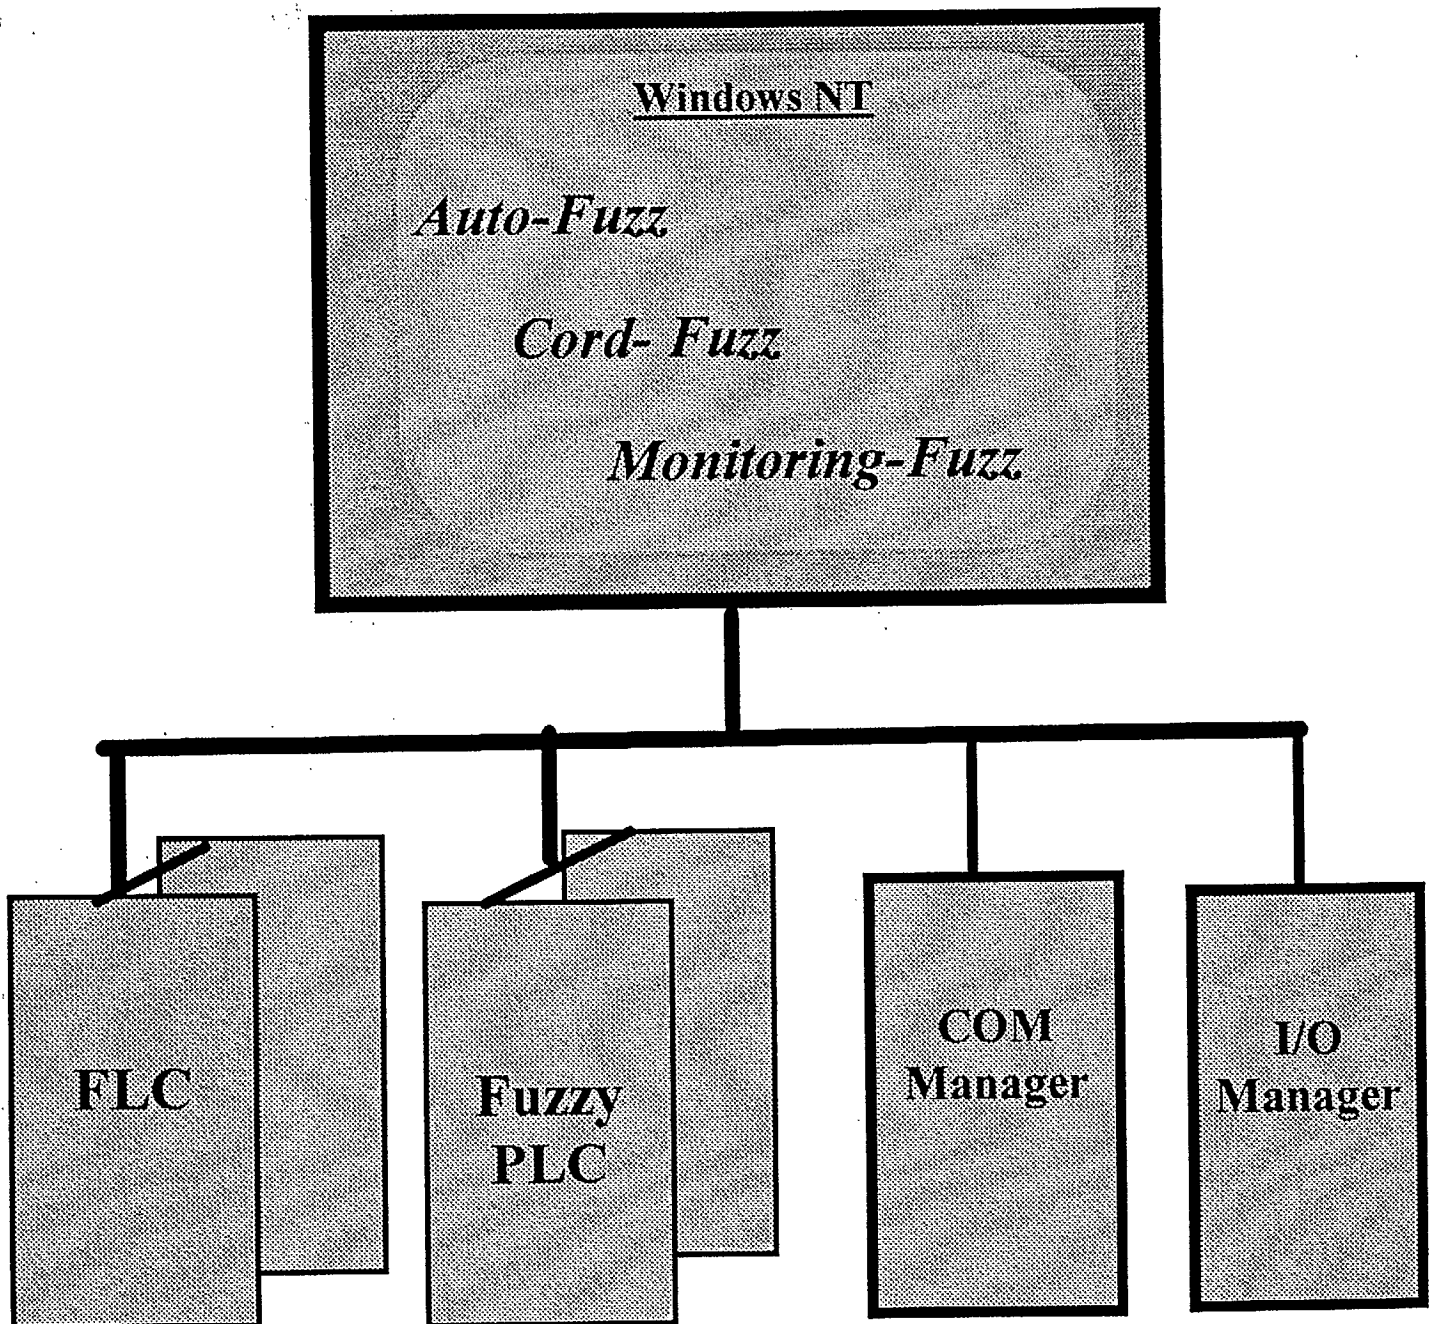 Windows NT
Auto-Fuzz
Cord- Fuzz
Monitoring-Fuzz
FLC
Fuzzy
PLC
COM
Manager
I/O
Manager